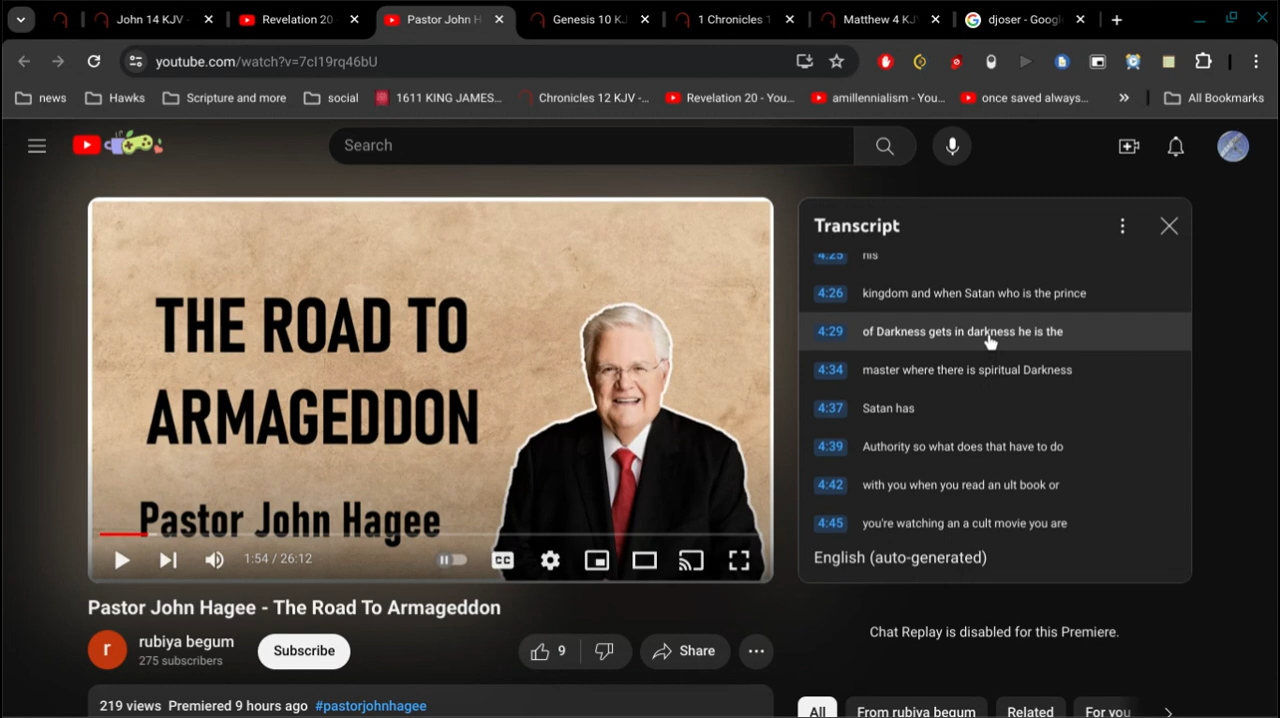 John 14 KJV
Revelation 20
Pastor John H
Genesis 10 KJ
1 Chronicles 1
Matthew 4 KJV
djoser - Googl
youtube.com/watch?v=7cI19rq46bU
news
Hawks
Scripture and more
social
1611 KING JAMES...
Chronicles 12 KJV -...
Revelation 20 - You...
amillennialism - You...
once saved always...
All Bookmarks
Search
THE ROAD TO
ARMAGEDDON
Pastor John Hagee
1:54 / 26:12
CC
Transcript
4:25 his
4:26 kingdom and when Satan who is the prince
4:29 of Darkness gets in darkness he is the
4:34 master where there is spiritual Darkness
4:37 Satan has
4:39 Authority so what does that have to do
4:42 with you when you read an ult book or
4:45 you're watching an a cult movie you are
English (auto-generated)
Pastor John Hagee - The Road To Armageddon
r
rubiya begum
275 subscribers
Subscribe
9
Share
Chat Replay is disabled for this Premiere.
219 views Premiered 9 hours ago #pastorjohnhagee
All
From rubiya begum
Related
For you